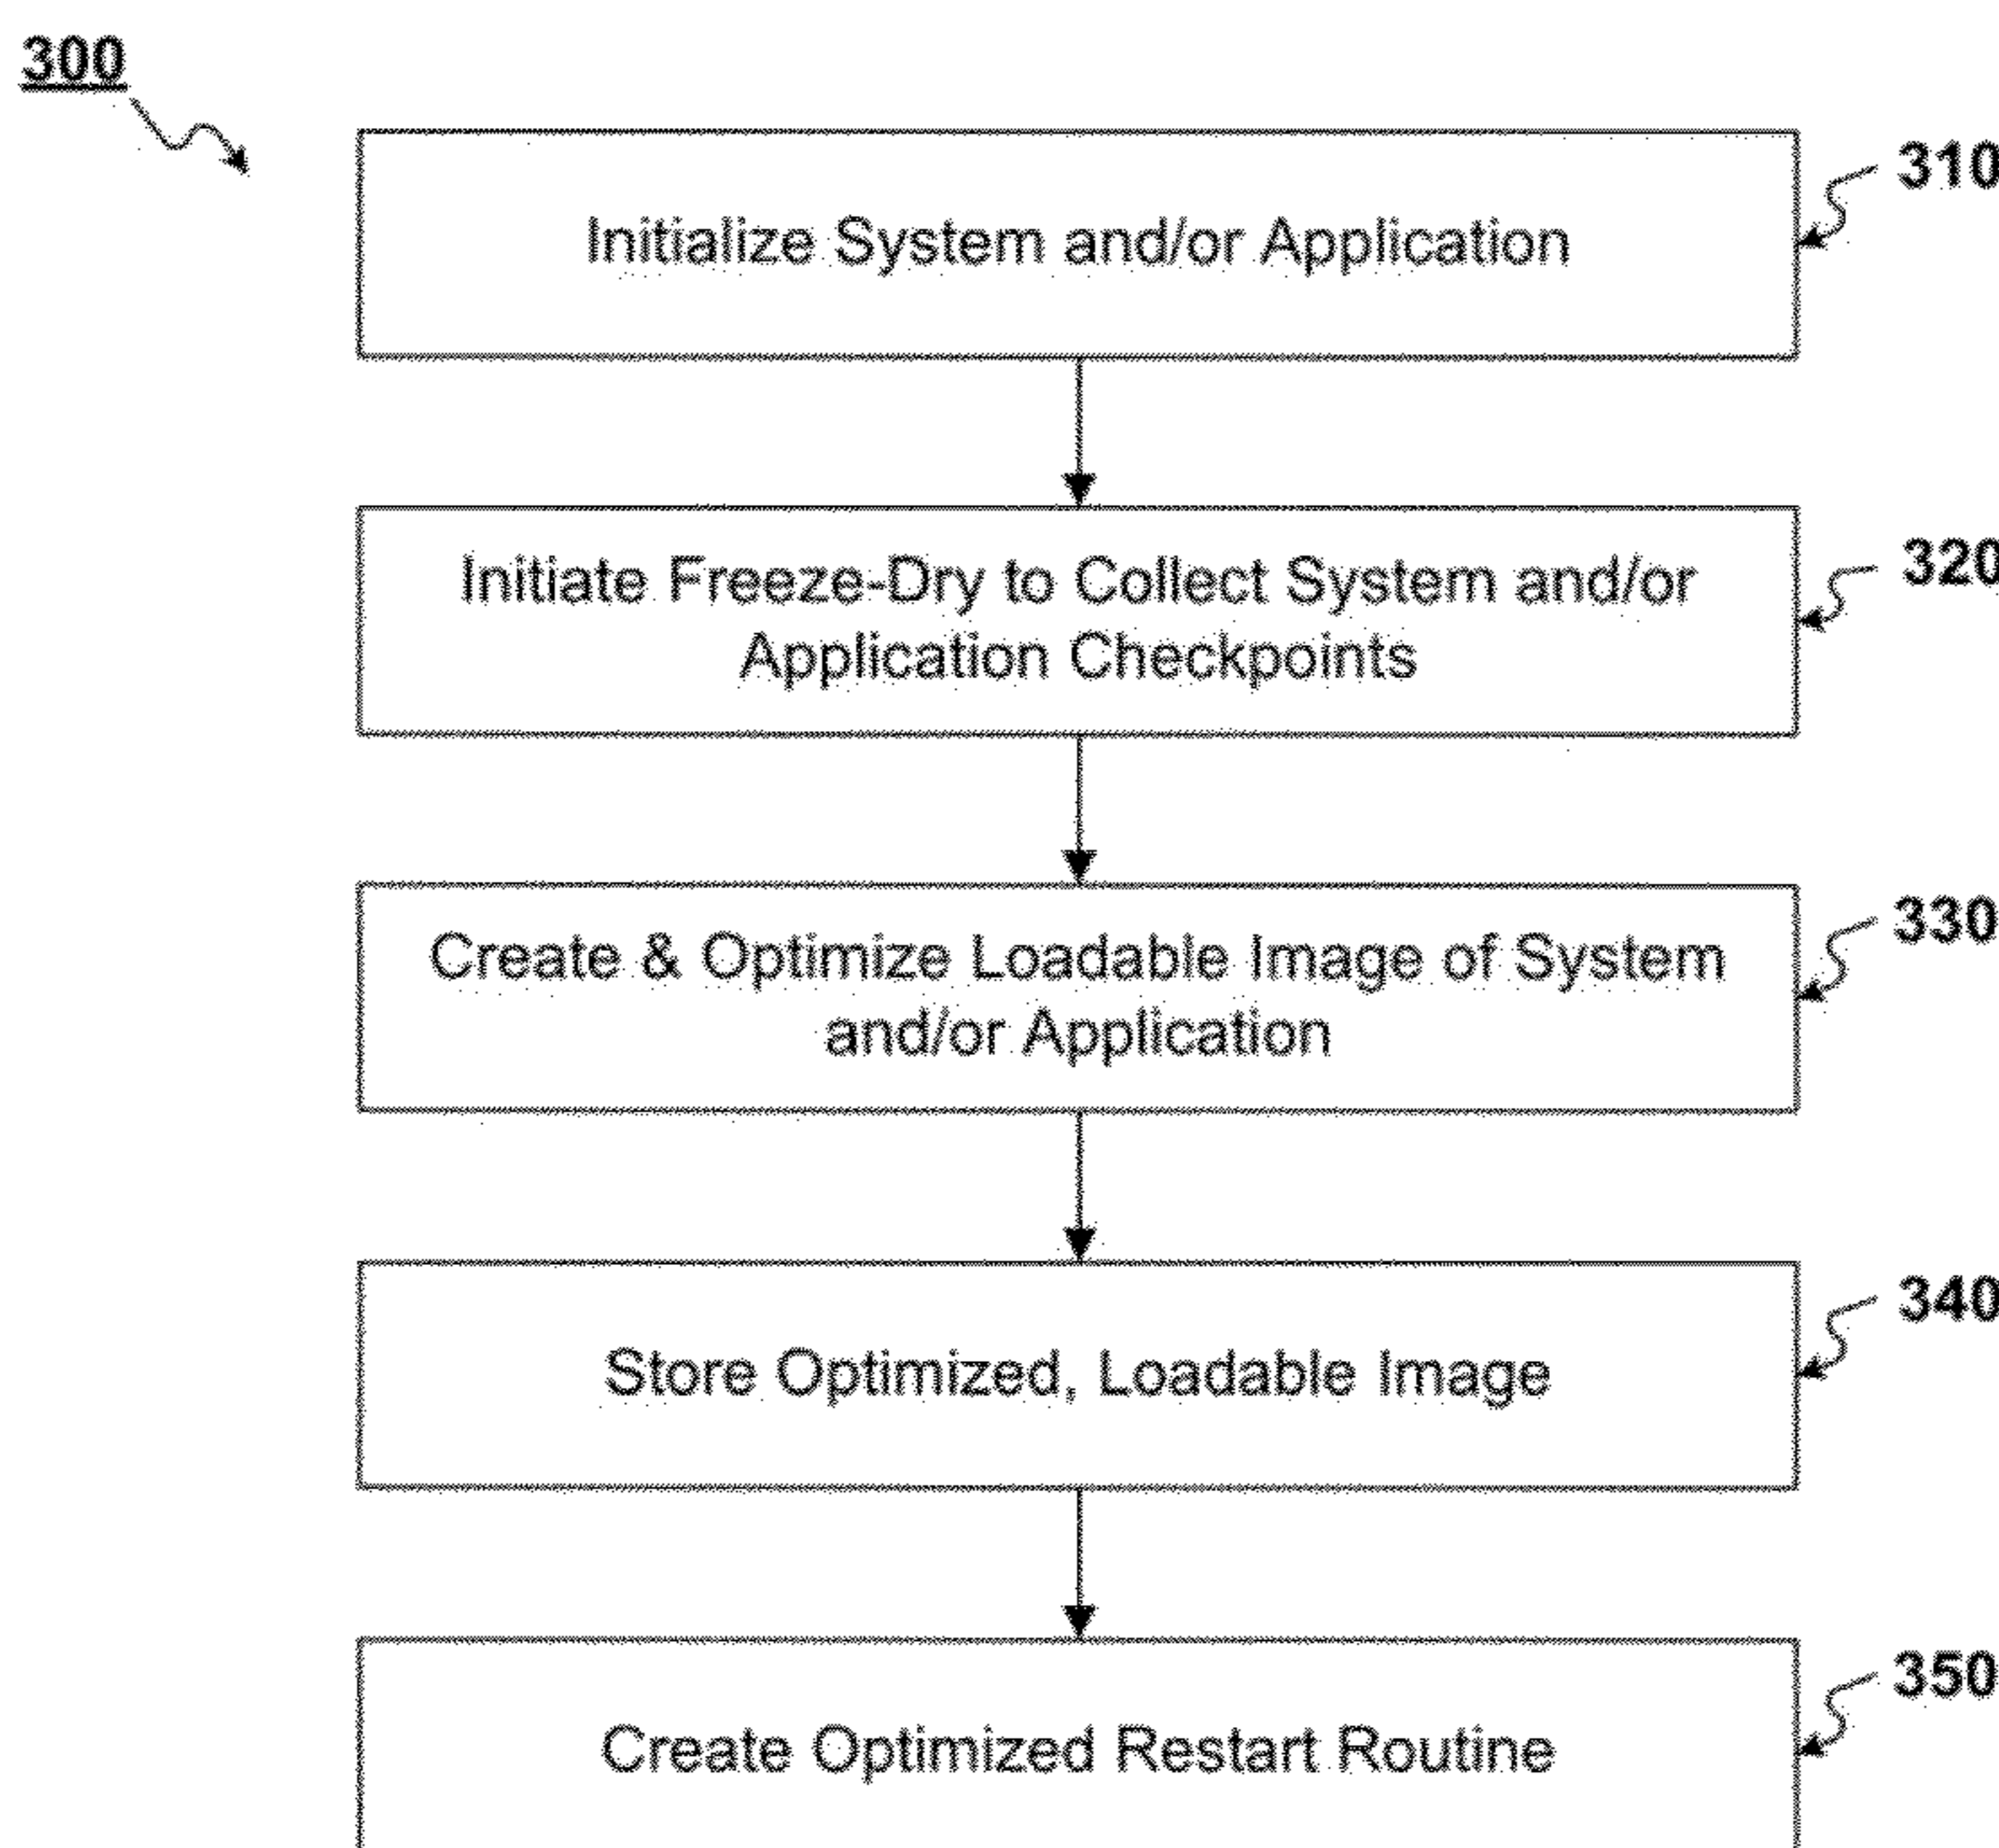 300
310
Initialize System and/or Application
320
Initiate Freeze-Dry to Collect System and/or
Application Checkpoints
330
Create & Optimize Loadable Image of System
and/or Application
340
Store Optimized, Loadable Image
350
Create Optimized Restart Routine